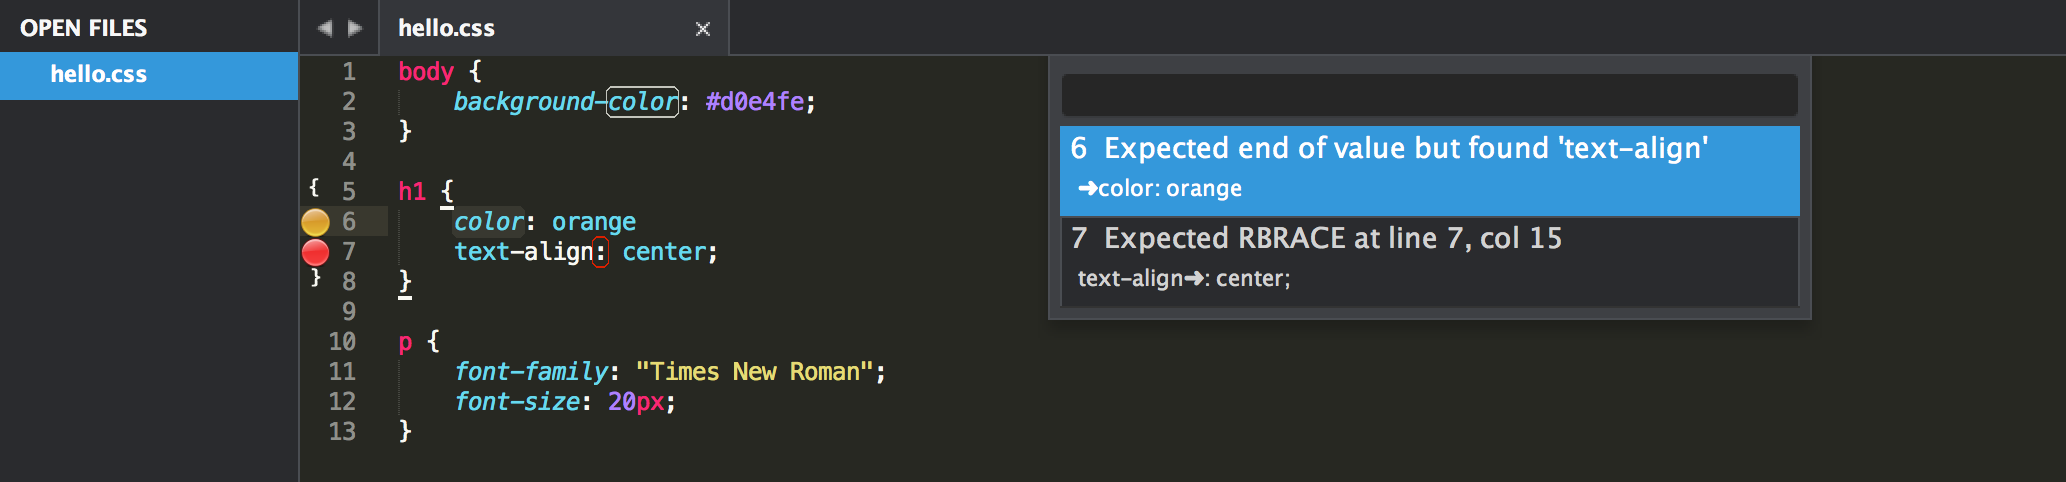 OPEN FILES
hello.css
hello.css ×
1 body {
2     background-color: #d0e4fe;
3 }
4
{ 5 h1 {
6     color: orange
7     text-align: center;
} 8 }
9
10 p {
11     font-family: "Times New Roman";
12     font-size: 20px;
13 }
6 Expected end of value but found 'text-align'
➜color: orange
7 Expected RBRACE at line 7, col 15
text-align➜: center;